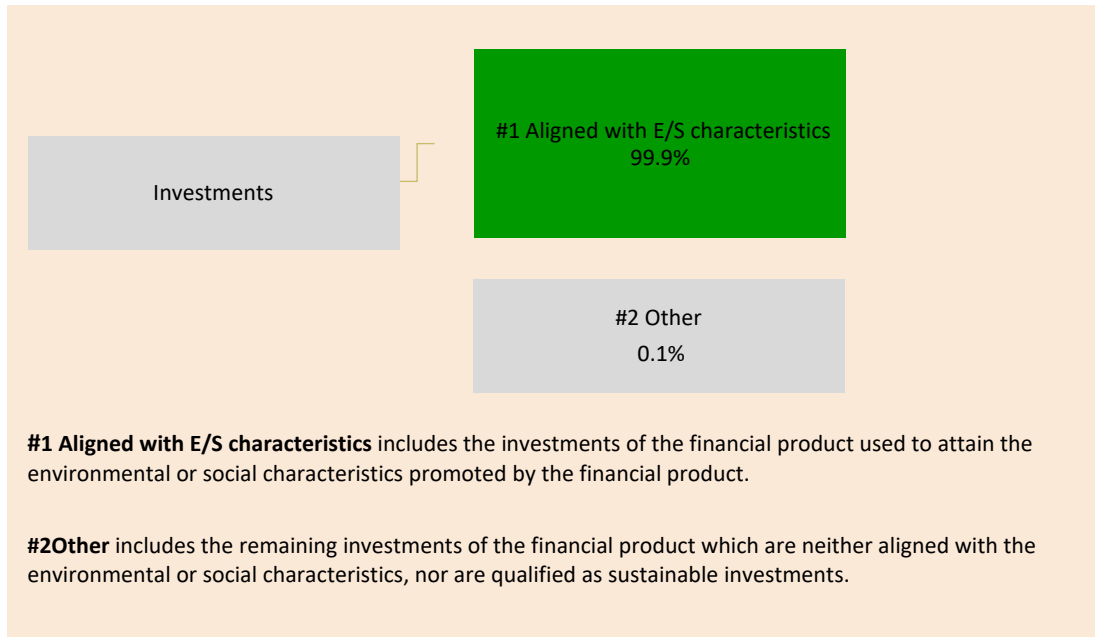 #1 Aligned with E/S characteristics
99.9%
Investments
#2 Other
0.1%
#1 Aligned with E/S characteristics includes the investments of the financial product used to attain the
environmental or social characteristics promoted by the financial product.
#2Other includes the remaining investments of the financial product which are neither aligned with the
environmental or social characteristics, nor are qualified as sustainable investments.